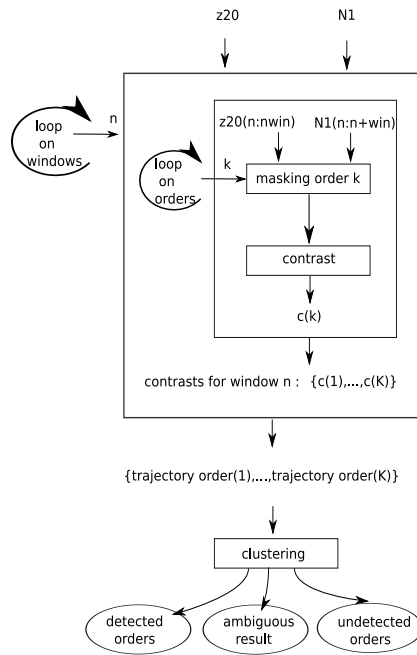 z20
N1
n
loop
on
windows
z20(n:nwin)
N1(n:n+win)
loop
on
orders
k
masking order k
contrast
c(k)
contrasts for window n : {c(1),...,c(K)}
{trajectory order(1),...,trajectory order(K)}
clustering
detected
orders
ambiguous
result
undetected
orders